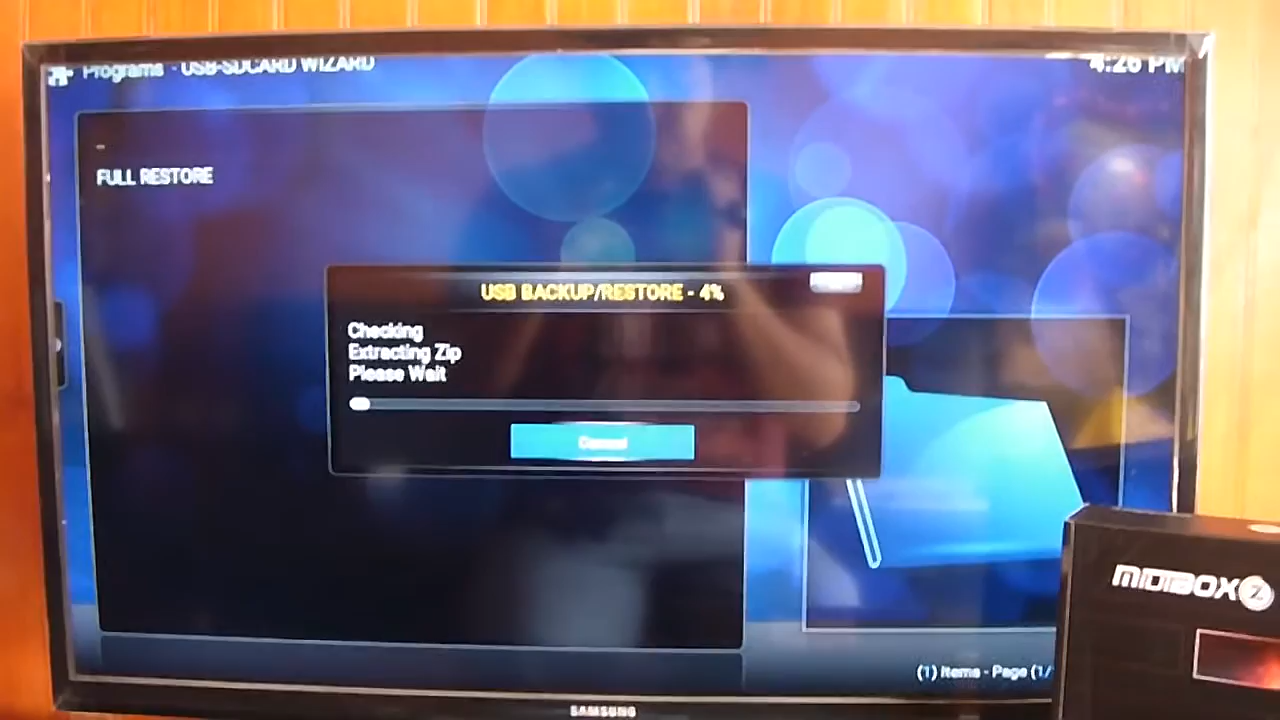 Programs - USB-SDCARD WIZARD
4:26 PM
..
FULL RESTORE
USB BACKUP/RESTORE - 4%
Checking
Extracting Zip
Please Wait
Cancel
MIDIBOX 2
(1) Items - Page (1/
SAMSUNG